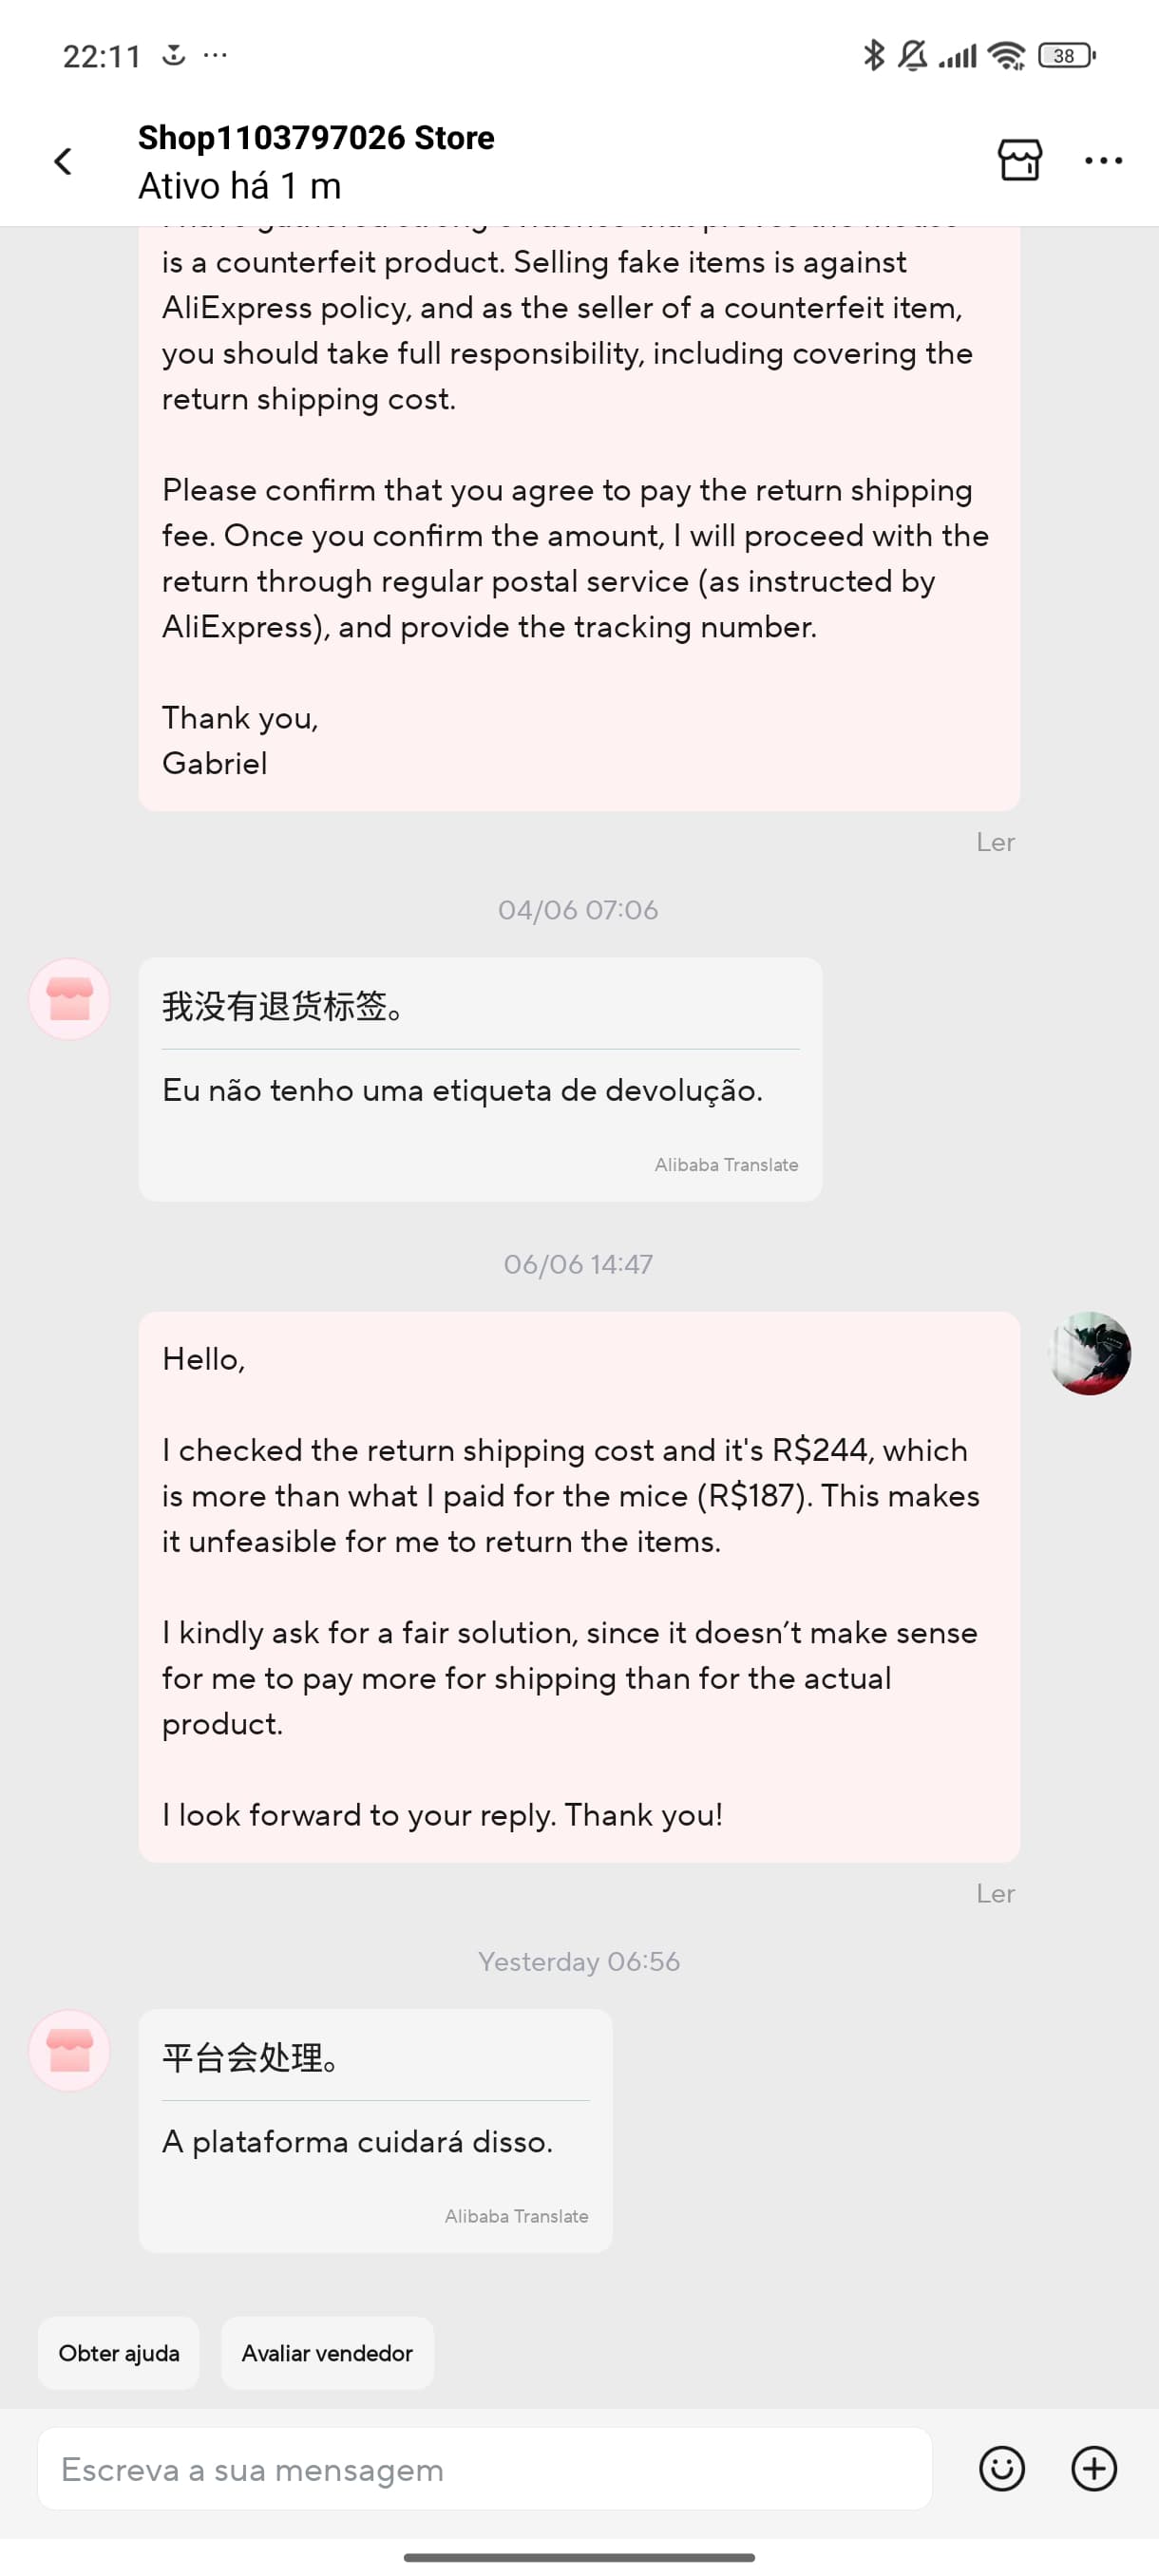 22:11 ...
38
Shop1103797026 Store
Ativo há 1 m
is a counterfeit product. Selling fake items is against
AliExpress policy, and as the seller of a counterfeit item,
you should take full responsibility, including covering the
return shipping cost.
Please confirm that you agree to pay the return shipping
fee. Once you confirm the amount, I will proceed with the
return through regular postal service (as instructed by
AliExpress), and provide the tracking number.
Thank you,
Gabriel
Ler
04/06 07:06
我没有退货标签。
Eu não tenho uma etiqueta de devolução.
Alibaba Translate
06/06 14:47
Hello,
I checked the return shipping cost and it's R$244, which
is more than what I paid for the mice (R$187). This makes
it unfeasible for me to return the items.
I kindly ask for a fair solution, since it doesn’t make sense
for me to pay more for shipping than for the actual
product.
I look forward to your reply. Thank you!
Ler
Yesterday 06:56
平台会处理。
A plataforma cuidará disso.
Alibaba Translate
Obter ajuda
Avaliar vendedor
Escreva a sua mensagem